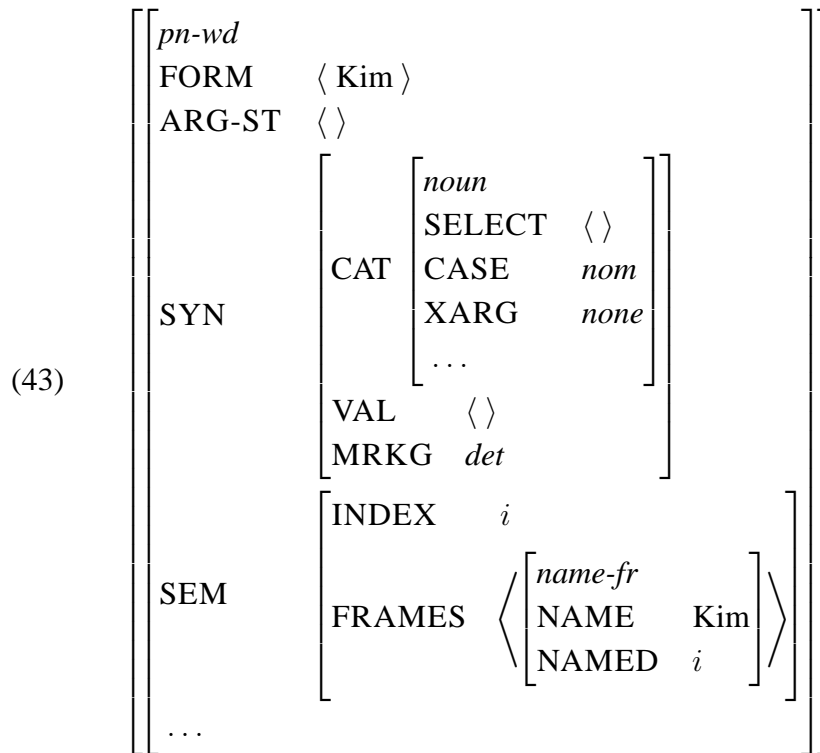 pn-wd
FORM ⟨ Kim ⟩
ARG-ST ⟨ ⟩
noun
SELECT ⟨ ⟩
CAT CASE nom
SYN XARG none
. . .
(43)
VAL ⟨ ⟩
MRKG det
INDEX i
name-fr
SEM FRAMES ⟨ NAME Kim ⟩
NAMED i
. . .